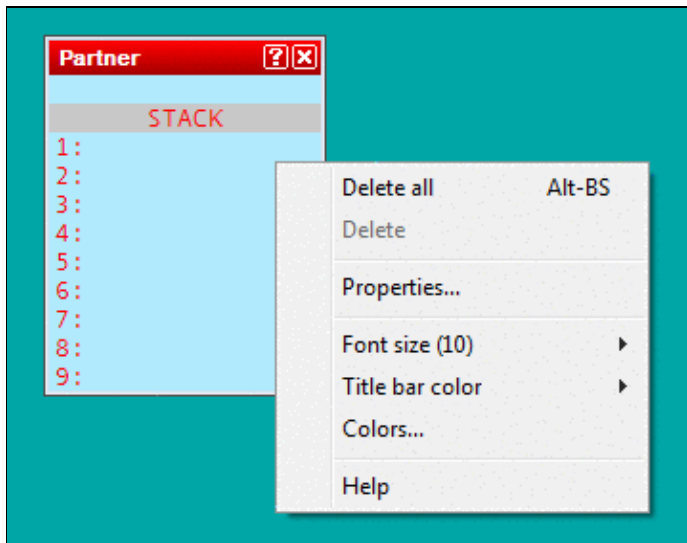 Partner
STACK
1:
2:
3:
4:
5:
6:
7:
8:
9:
Delete all Alt-BS
Delete
Properties...
Font size (10)
Title bar color
Colors...
Help